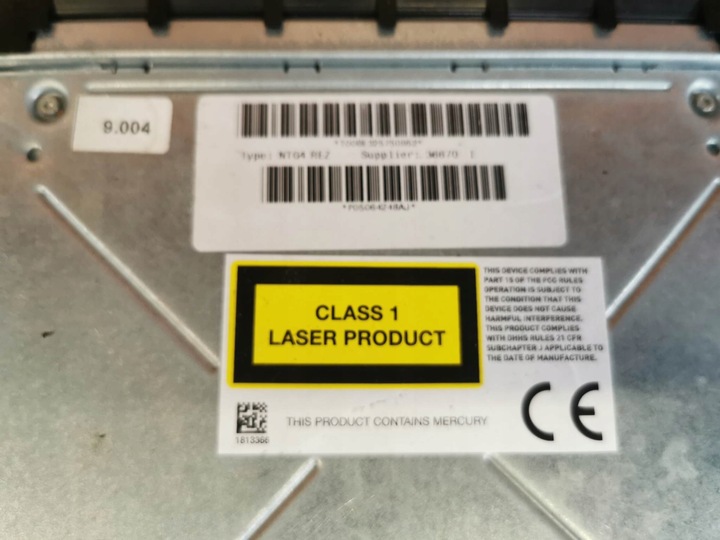 9.004
Type: NTG4 RE2 Supplier:
CLASS 1
LASER PRODUCT
THIS DEVICE COMPLIES WITH
PART 15 OF THE FCC RULES
OPERATION IS SUBJECT TO
THE CONDITION THAT THIS
DEVICE DOES NOT CAUSE
HARMFUL INTERFERENCE.
THIS PRODUCT COMPLIES
WITH DHHS RULES 21 CFR
SUBCHAPTER J APPLICABLE TO
THE DATE OF MANUFACTURE.
1813366
THIS PRODUCT CONTAINS MERCURY
CE